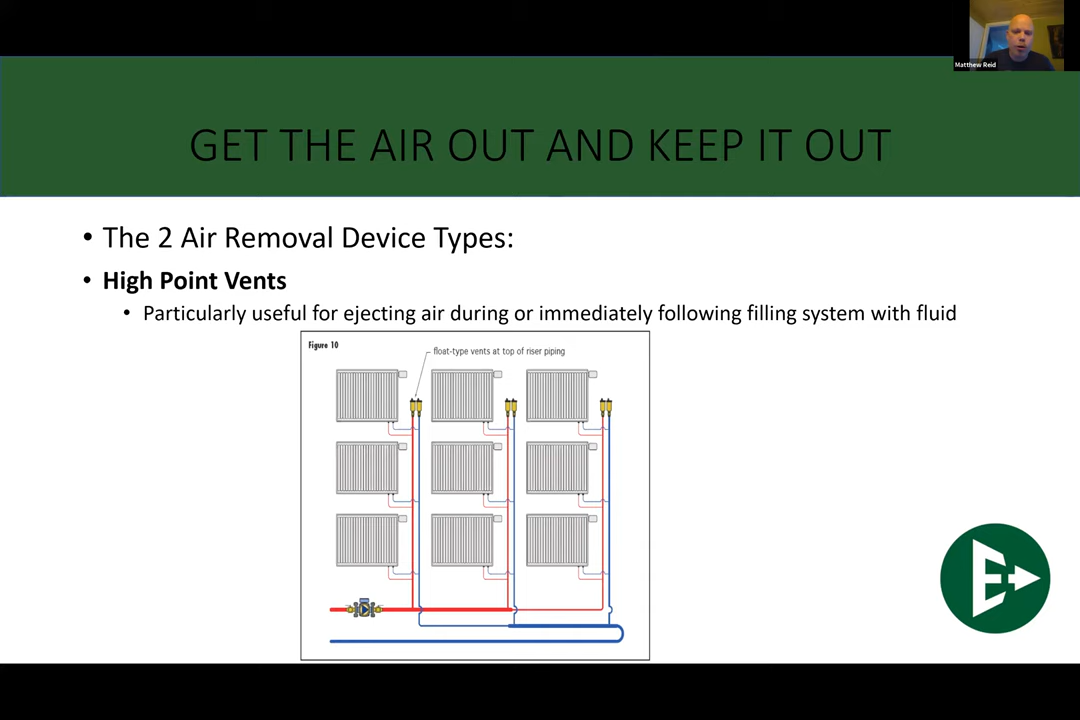 Matthew Reid
GET THE AIR OUT AND KEEP IT OUT
• The 2 Air Removal Device Types:
• High Point Vents
• Particularly useful for ejecting air during or immediately following filling system with fluid
Figure 10
float-type vents at top of riser piping
E